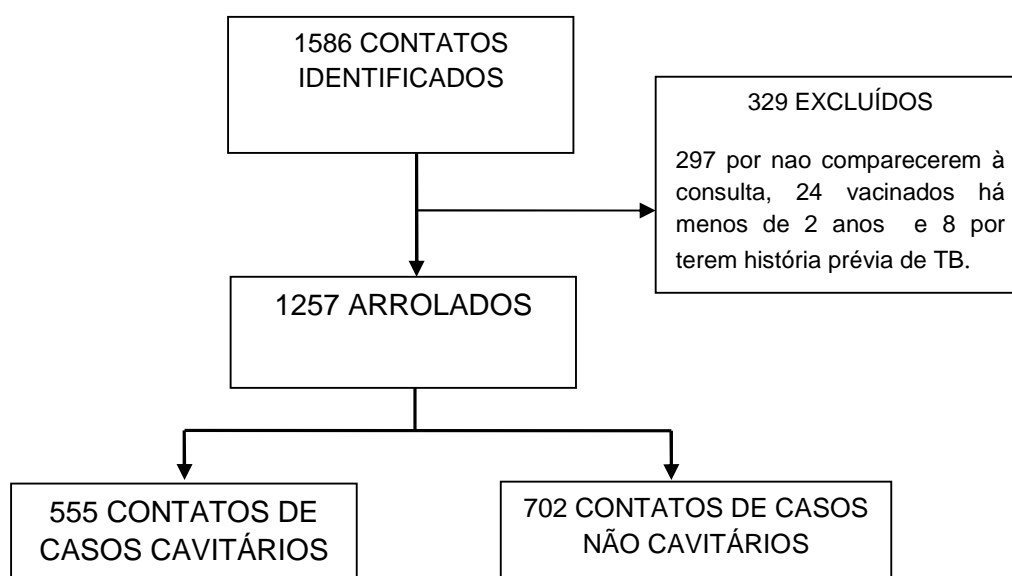 1586 CONTATOS
IDENTIFICADOS
329 EXCLUÍDOS
297 por nao comparecerem à
consulta, 24 vacinados há
menos de 2 anos e 8 por
terem história prévia de TB.
1257 ARROLADOS
555 CONTATOS DE
CASOS CAVITÁRIOS
702 CONTATOS DE CASOS
NÃO CAVITÁRIOS